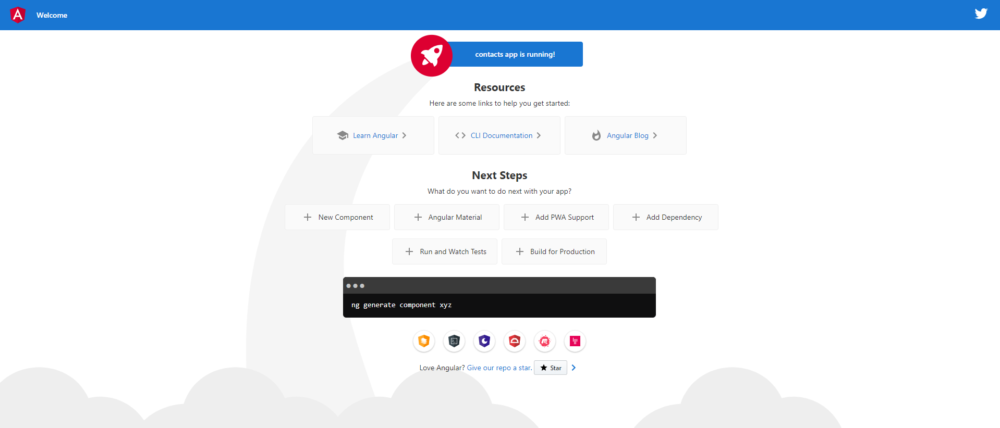 Welcome
contacts app is running!
Resources
Here are some links to help you get started:
Learn Angular
CLI Documentation
Angular Blog
Next Steps
What do you want to do next with your app?
New Component
Angular Material
Add PWA Support
Add Dependency
Run and Watch Tests
Build for Production
ng generate component xyz
Love Angular? Give our repo a star. Star